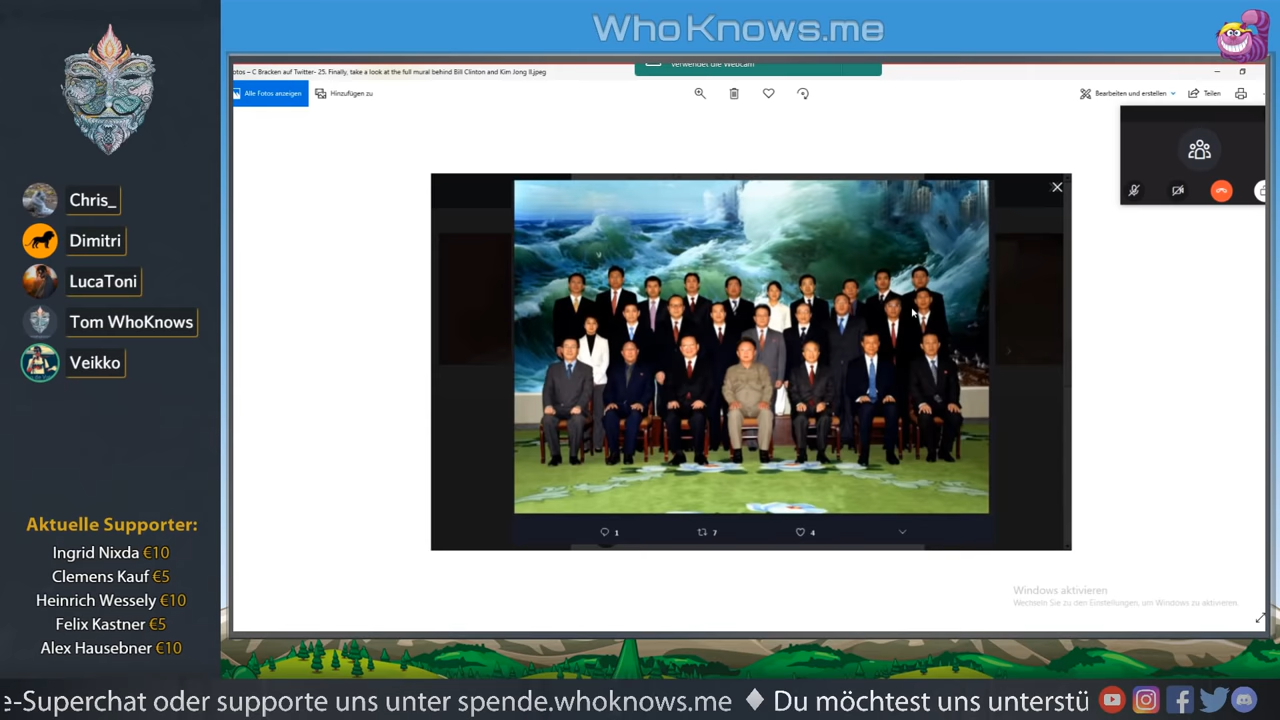 WhoKnows.me
otos – C Bracken auf Twitter- 25. Finally, take a look at the full mural behind Bill Clinton and Kim Jong Il.jpeg
verwendet die Webcam
Alle Fotos anzeigen
Hinzufügen zu
Bearbeiten und erstellen
Teilen
Chris_
Dimitri
LucaToni
Tom WhoKnows
Veikko
1
7
4
Aktuelle Supporter:
Ingrid Nixda €10
Clemens Kauf €5
Heinrich Wessely €10
Felix Kastner €5
Alex Hausebner €10
Windows aktivieren
Wechseln Sie zu den Einstellungen, um Windows zu aktivieren.
e-Superchat oder supporte uns unter spende.whoknows.me ♦ Du möchtest uns unterstü